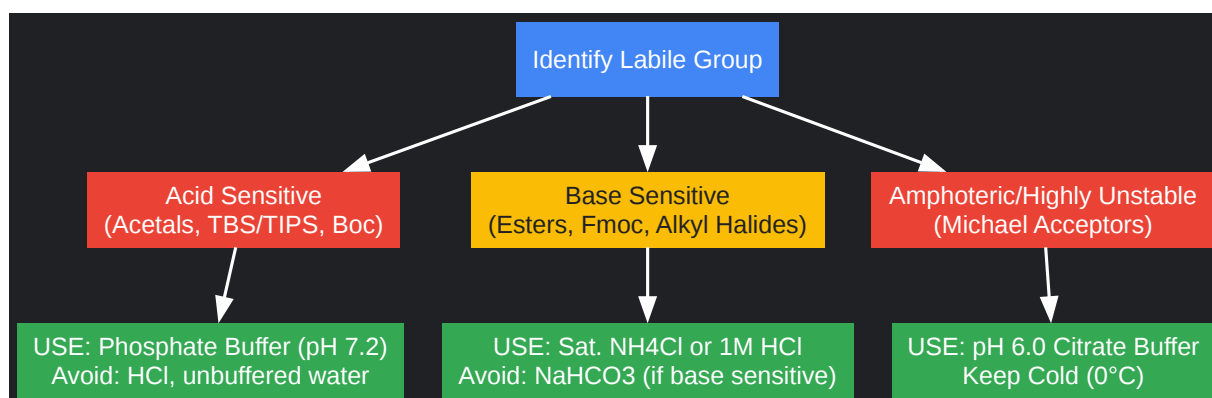 Identify Labile Group
Acid Sensitive
(Acetals, TBS/TIPS, Boc)
Base Sensitive
(Esters, Fmoc, Alkyl Halides)
Amphoteric/Highly Unstable
(Michael Acceptors)
USE: Phosphate Buffer (pH 7.2)
Avoid: HCl, unbuffered water
USE: Sat. NH4Cl or 1M HCl
Avoid: NaHCO3 (if base sensitive)
USE: pH 6.0 Citrate Buffer
Keep Cold (0°C)